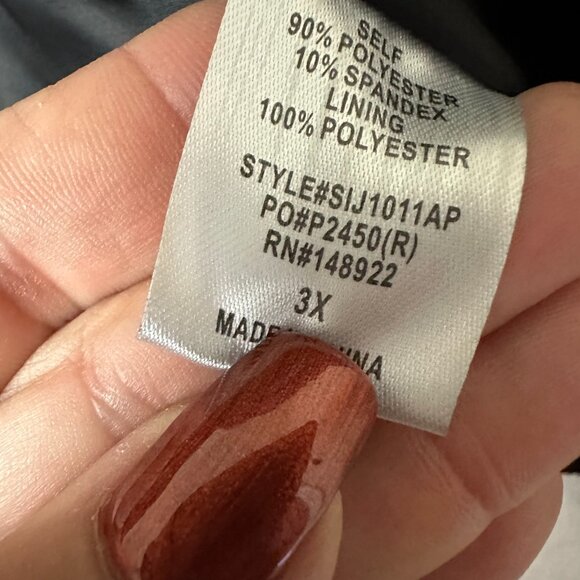 SELF
90% POLYESTER
10% SPANDEX
LINING
100% POLYESTER
STYLE#SIJ1011AP
PO#P2450(R)
RN#148922
3X
MADE